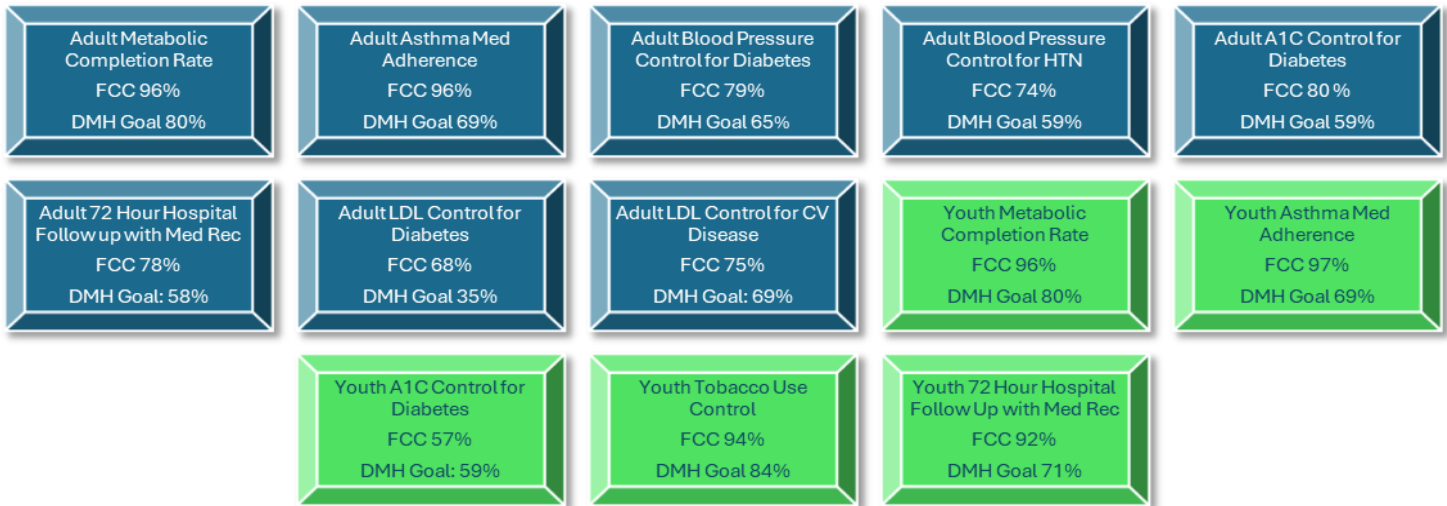 Adult Metabolic
Completion Rate
FCC 96%
DMH Goal 80%
Adult Asthma Med
Adherence
FCC 96%
DMH Goal 69%
Adult Blood Pressure
Control for Diabetes
FCC 79%
DMH Goal 65%
Adult Blood Pressure
Control for HTN
FCC 74%
DMH Goal 59%
Adult A1C Control for
Diabetes
FCC 80 %
DMH Goal 59%
Adult 72 Hour Hospital
Follow up with Med Rec
FCC 78%
DMH Goal: 58%
Adult LDL Control for
Diabetes
FCC 68%
DMH Goal 35%
Adult LDL Control for CV
Disease
FCC 75%
DMH Goal: 69%
Youth Metabolic
Completion Rate
FCC 96%
DMH Goal 80%
Youth Asthma Med
Adherence
FCC 97%
DMH Goal 69%
Youth A1C Control for
Diabetes
FCC 57%
DMH Goal: 59%
Youth Tobacco Use
Control
FCC 94%
DMH Goal 84%
Youth 72 Hour Hospital
Follow Up with Med Rec
FCC 92%
DMH Goal 71%